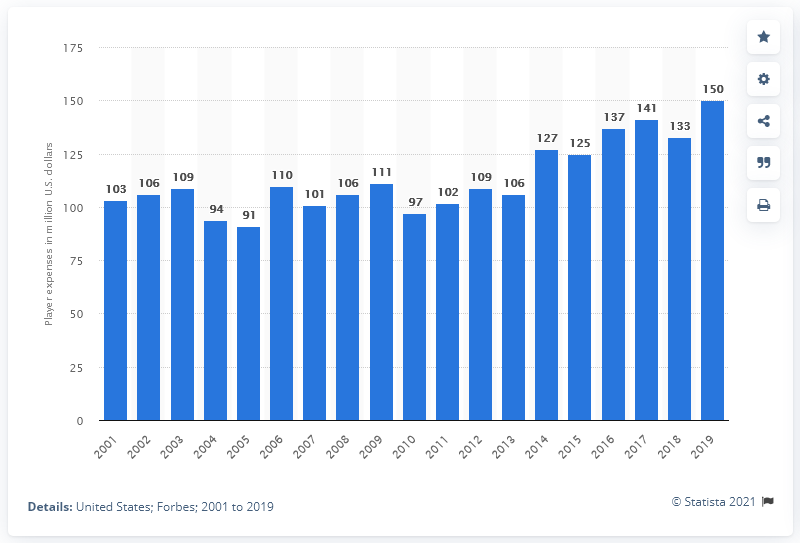 Player expenses in million U.S. dollars
175
150
125
100
75
50
25
0
103 106 109 94 91 110 101 106 111 97 102 109 106 127 125 137 141 133 150
2001 2002 2003 2004 2005 2006 2007 2008 2009 2010 2011 2012 2013 2014 2015 2016 2017 2018 2019
Details: United States; Forbes; 2001 to 2019
© Statista 2021